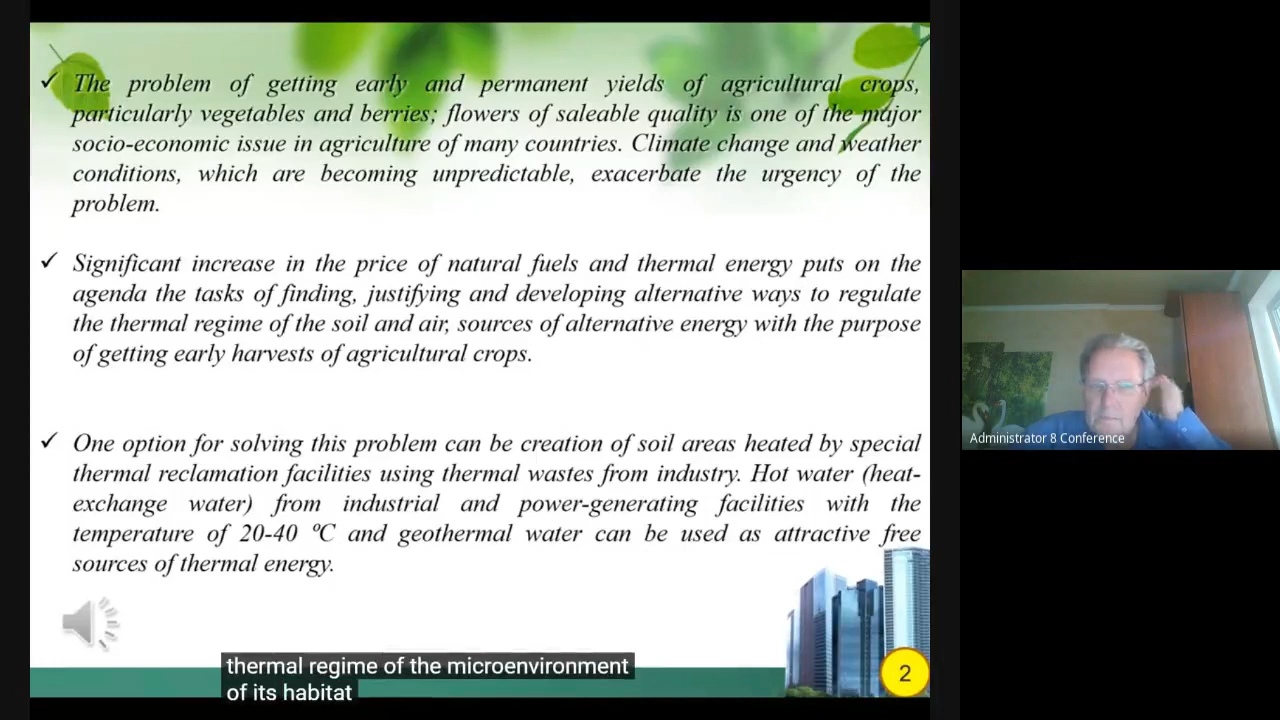 ✓ The problem of getting early and permanent yields of agricultural crops,
particularly vegetables and berries; flowers of saleable quality is one of the major
socio-economic issue in agriculture of many countries. Climate change and weather
conditions, which are becoming unpredictable, exacerbate the urgency of the
problem.
✓ Significant increase in the price of natural fuels and thermal energy puts on the
agenda the tasks of finding, justifying and developing alternative ways to regulate
the thermal regime of the soil and air, sources of alternative energy with the purpose
of getting early harvests of agricultural crops.
✓ One option for solving this problem can be creation of soil areas heated by special
thermal reclamation facilities using thermal wastes from industry. Hot water (heat-
exchange water) from industrial and power-generating facilities with the
temperature of 20-40 ºC and geothermal water can be used as attractive free
sources of thermal energy.
thermal regime of the microenvironment
of its habitat
2
Administrator 8 Conference